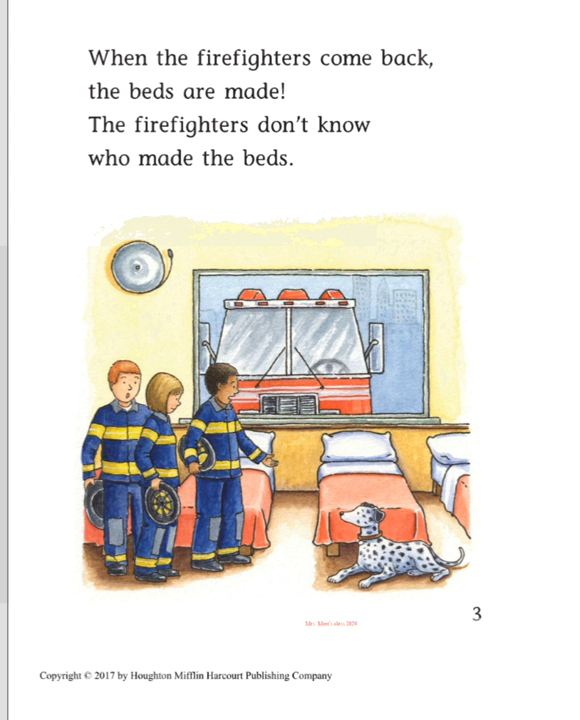 When the firefighters come back,
the beds are made!
The firefighters don't know
who made the beds.
3
Copyright © 2017 by Houghton Mifflin Harcourt Publishing Company